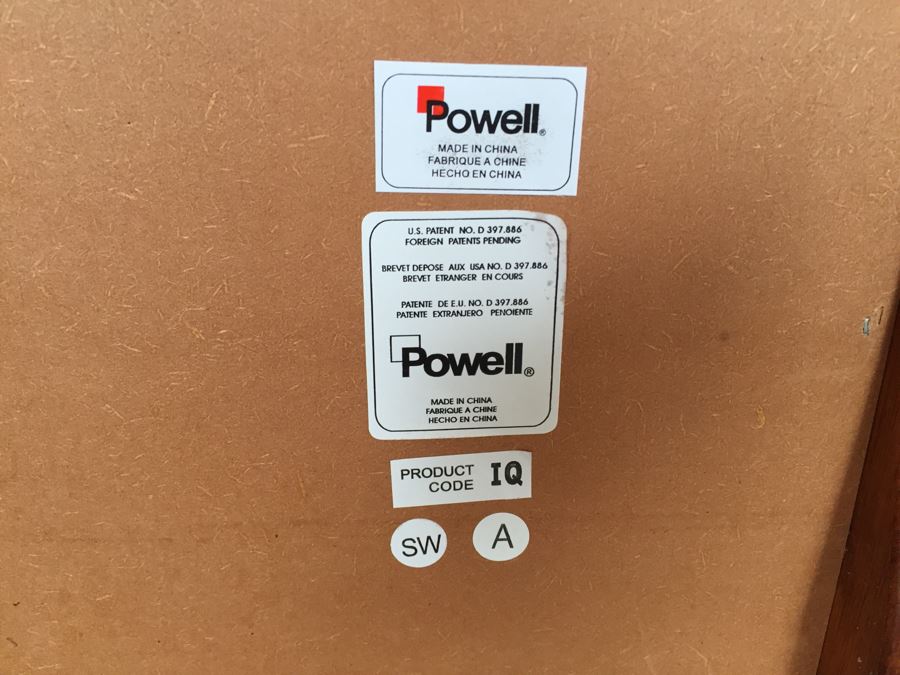 Powell®
MADE IN CHINA
FABRIQUE A CHINE
HECHO EN CHINA
U.S. PATENT NO. D 397.886
FOREIGN PATENTS PENDING
BREVET DEPOSE AUX USA NO. D 397.886
BREVET ETRANGER EN COURS
PATENTE DE E.U. NO. D 397.886
PATENTE EXTRANJERO PENOIENTE
Powell®
MADE IN CHINA
FABRIQUE A CHINE
HECHO EN CHINA
PRODUCT CODE IQ
SW A